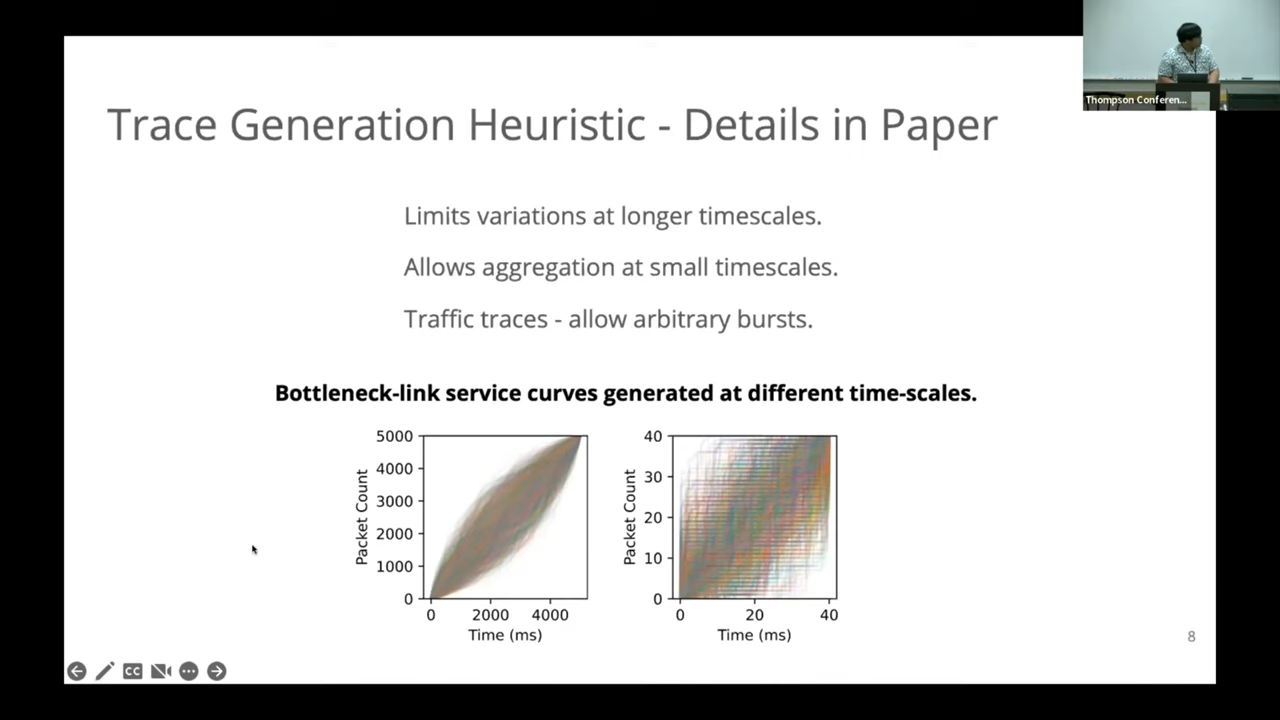 Thompson Conferen...
Trace Generation Heuristic - Details in Paper
Limits variations at longer timescales.
Allows aggregation at small timescales.
Traffic traces - allow arbitrary bursts.
Bottleneck-link service curves generated at different time-scales.
5000
4000
3000
2000
1000
0
Packet Count
0 2000 4000
Time (ms)
40
30
20
10
0
Packet Count
0 20 40
Time (ms)
8
CC